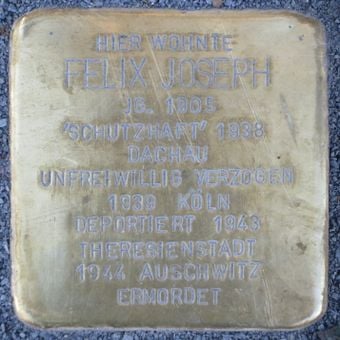 HIER WOHNTE
FELIX JOSEPH
JG. 1905
'SCHUTZHAFT' 1938
DACHAU
UNFREIWILLIG VERZOGEN
1939 KÖLN
DEPORTIERT 1943
THERESIENSTADT
1944 AUSCHWITZ
ERMORDET